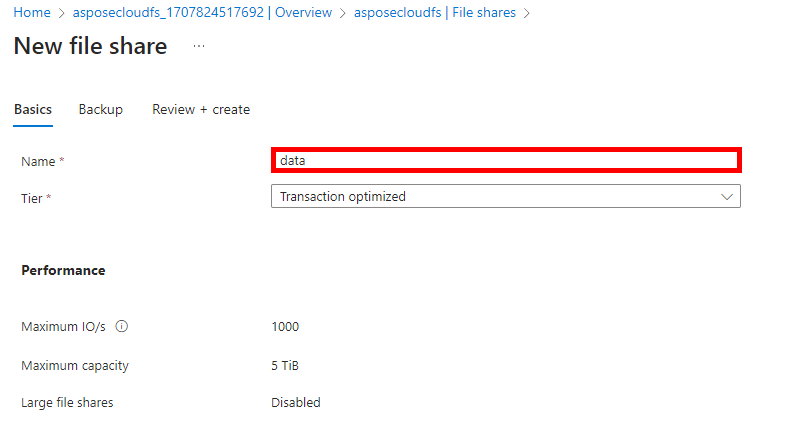 Home > asposecloudfs_1707824517692 | Overview > asposecloudfs | File shares >
New file share ...
Basics Backup Review + create
Name * data
Tier * Transaction optimized
Performance
Maximum IO/s 1000
Maximum capacity 5 TiB
Large file shares Disabled